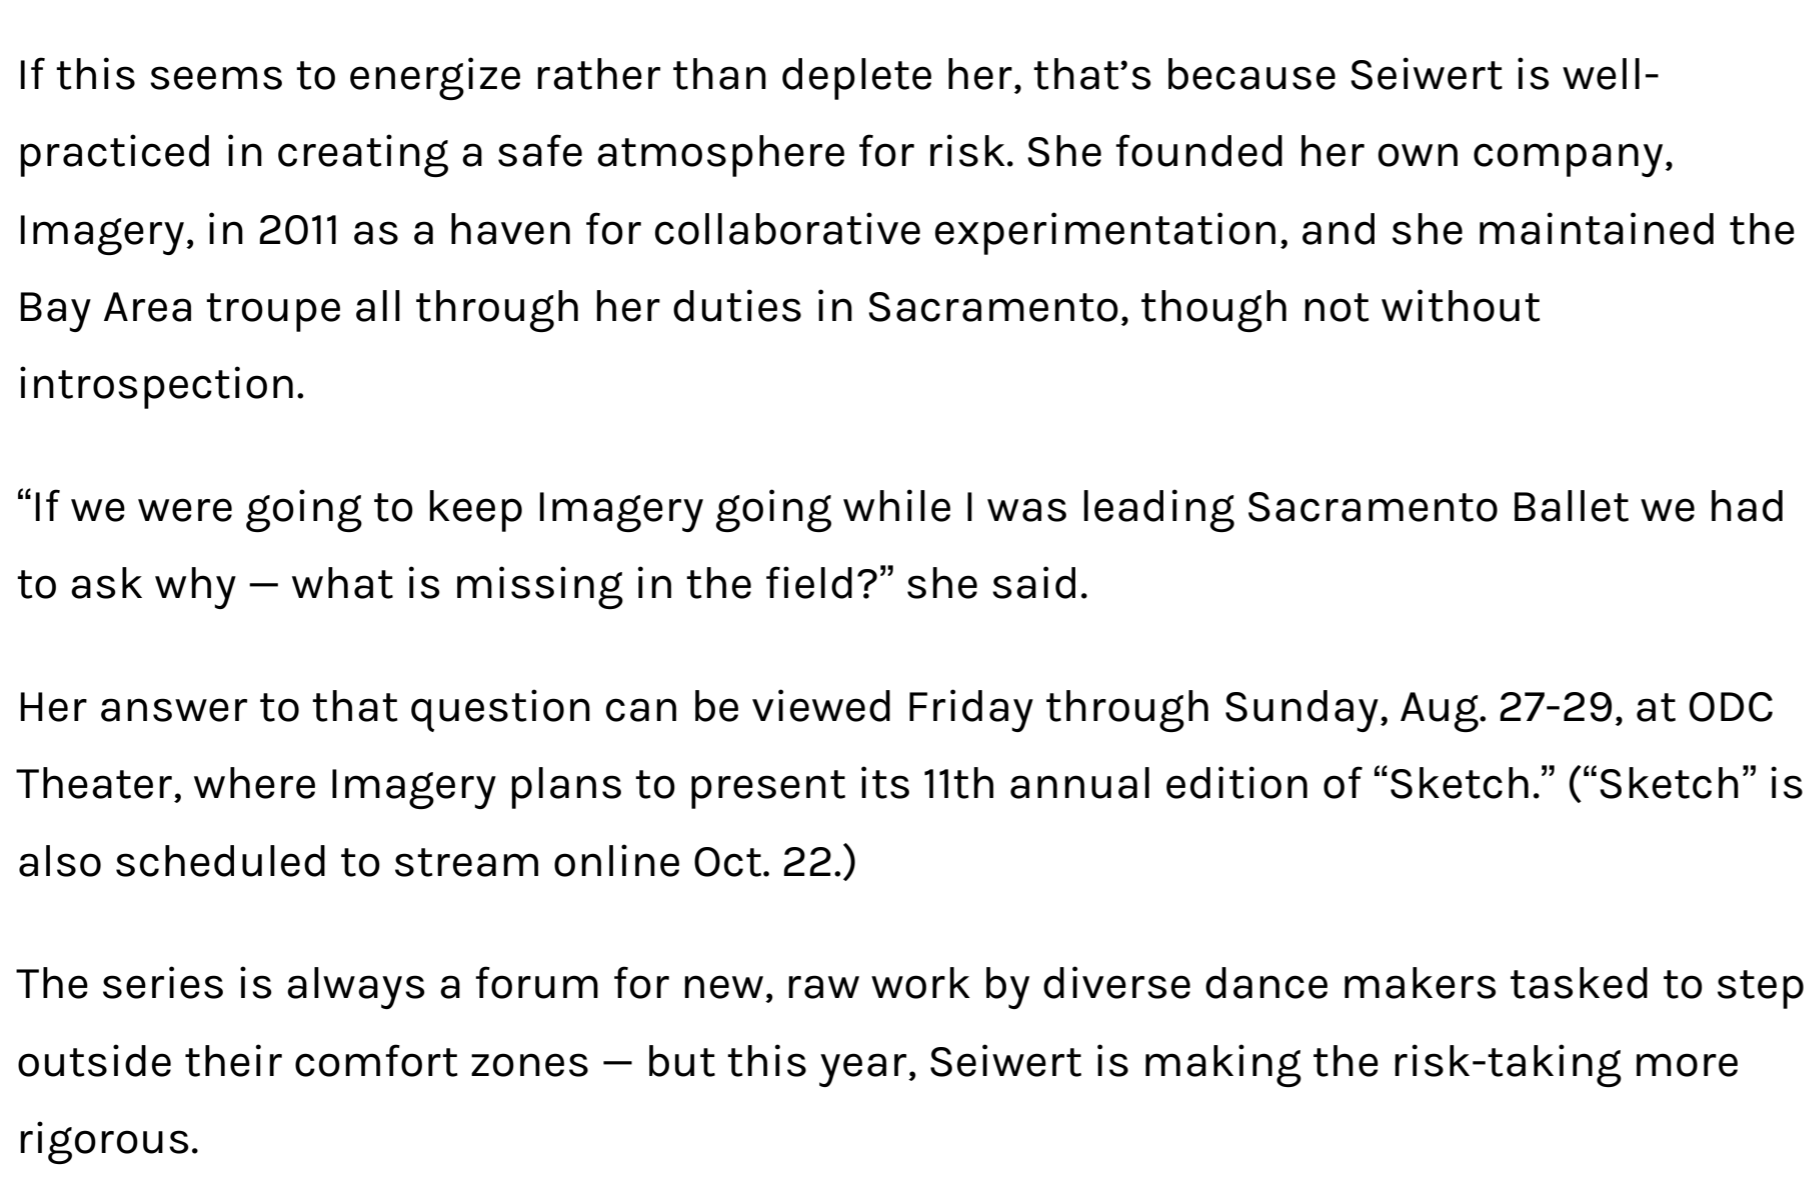 If this seems to energize rather than deplete her, that’s because Seiwert is well-
practiced in creating a safe atmosphere for risk. She founded her own company,
Imagery, in 2011 as a haven for collaborative experimentation, and she maintained the
Bay Area troupe all through her duties in Sacramento, though not without
introspection.
“If we were going to keep Imagery going while I was leading Sacramento Ballet we had
to ask why — what is missing in the field?” she said.
Her answer to that question can be viewed Friday through Sunday, Aug. 27-29, at ODC
Theater, where Imagery plans to present its 11th annual edition of “Sketch.” (“Sketch” is
also scheduled to stream online Oct. 22.)
The series is always a forum for new, raw work by diverse dance makers tasked to step
outside their comfort zones — but this year, Seiwert is making the risk-taking more
rigorous.